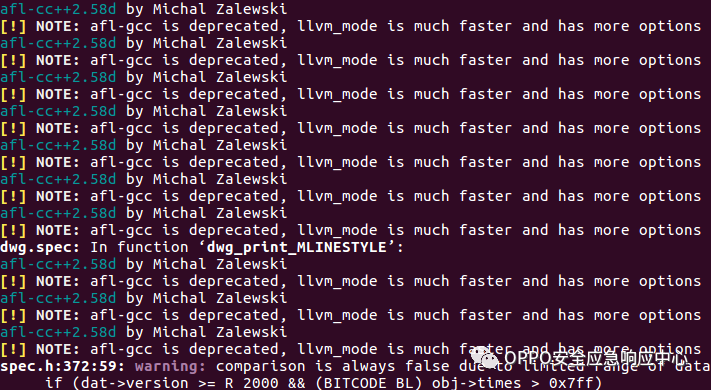 afl-cc++2.58d by Michal Zalewski
[!] NOTE: afl-gcc is deprecated, llvm_mode is much faster and has more options
afl-cc++2.58d by Michal Zalewski
[!] NOTE: afl-gcc is deprecated, llvm_mode is much faster and has more options
afl-cc++2.58d by Michal Zalewski
[!] NOTE: afl-gcc is deprecated, llvm_mode is much faster and has more options
afl-cc++2.58d by Michal Zalewski
[!] NOTE: afl-gcc is deprecated, llvm_mode is much faster and has more options
afl-cc++2.58d by Michal Zalewski
[!] NOTE: afl-gcc is deprecated, llvm_mode is much faster and has more options
afl-cc++2.58d by Michal Zalewski
[!] NOTE: afl-gcc is deprecated, llvm_mode is much faster and has more options
afl-cc++2.58d by Michal Zalewski
[!] NOTE: afl-gcc is deprecated, llvm_mode is much faster and has more options
dwg.spec: In function ‘dwg_print_MLINESTYLE’:
afl-cc++2.58d by Michal Zalewski
[!] NOTE: afl-gcc is deprecated, llvm_mode is much faster and has more options
afl-cc++2.58d by Michal Zalewski
[!] NOTE: afl-gcc is deprecated, llvm_mode is much faster and has more options
afl-cc++2.58d by Michal Zalewski
[!] NOTE: afl-gcc is deprecated, llvm_mode is much faster and has more options
OPPO安全应急响应中心
spec.h:372:59: warning: comparison is always false due to limited range of data
if (dat->version >= R_2000 && (BITCODE_BL) obj->times > 0x7ff)